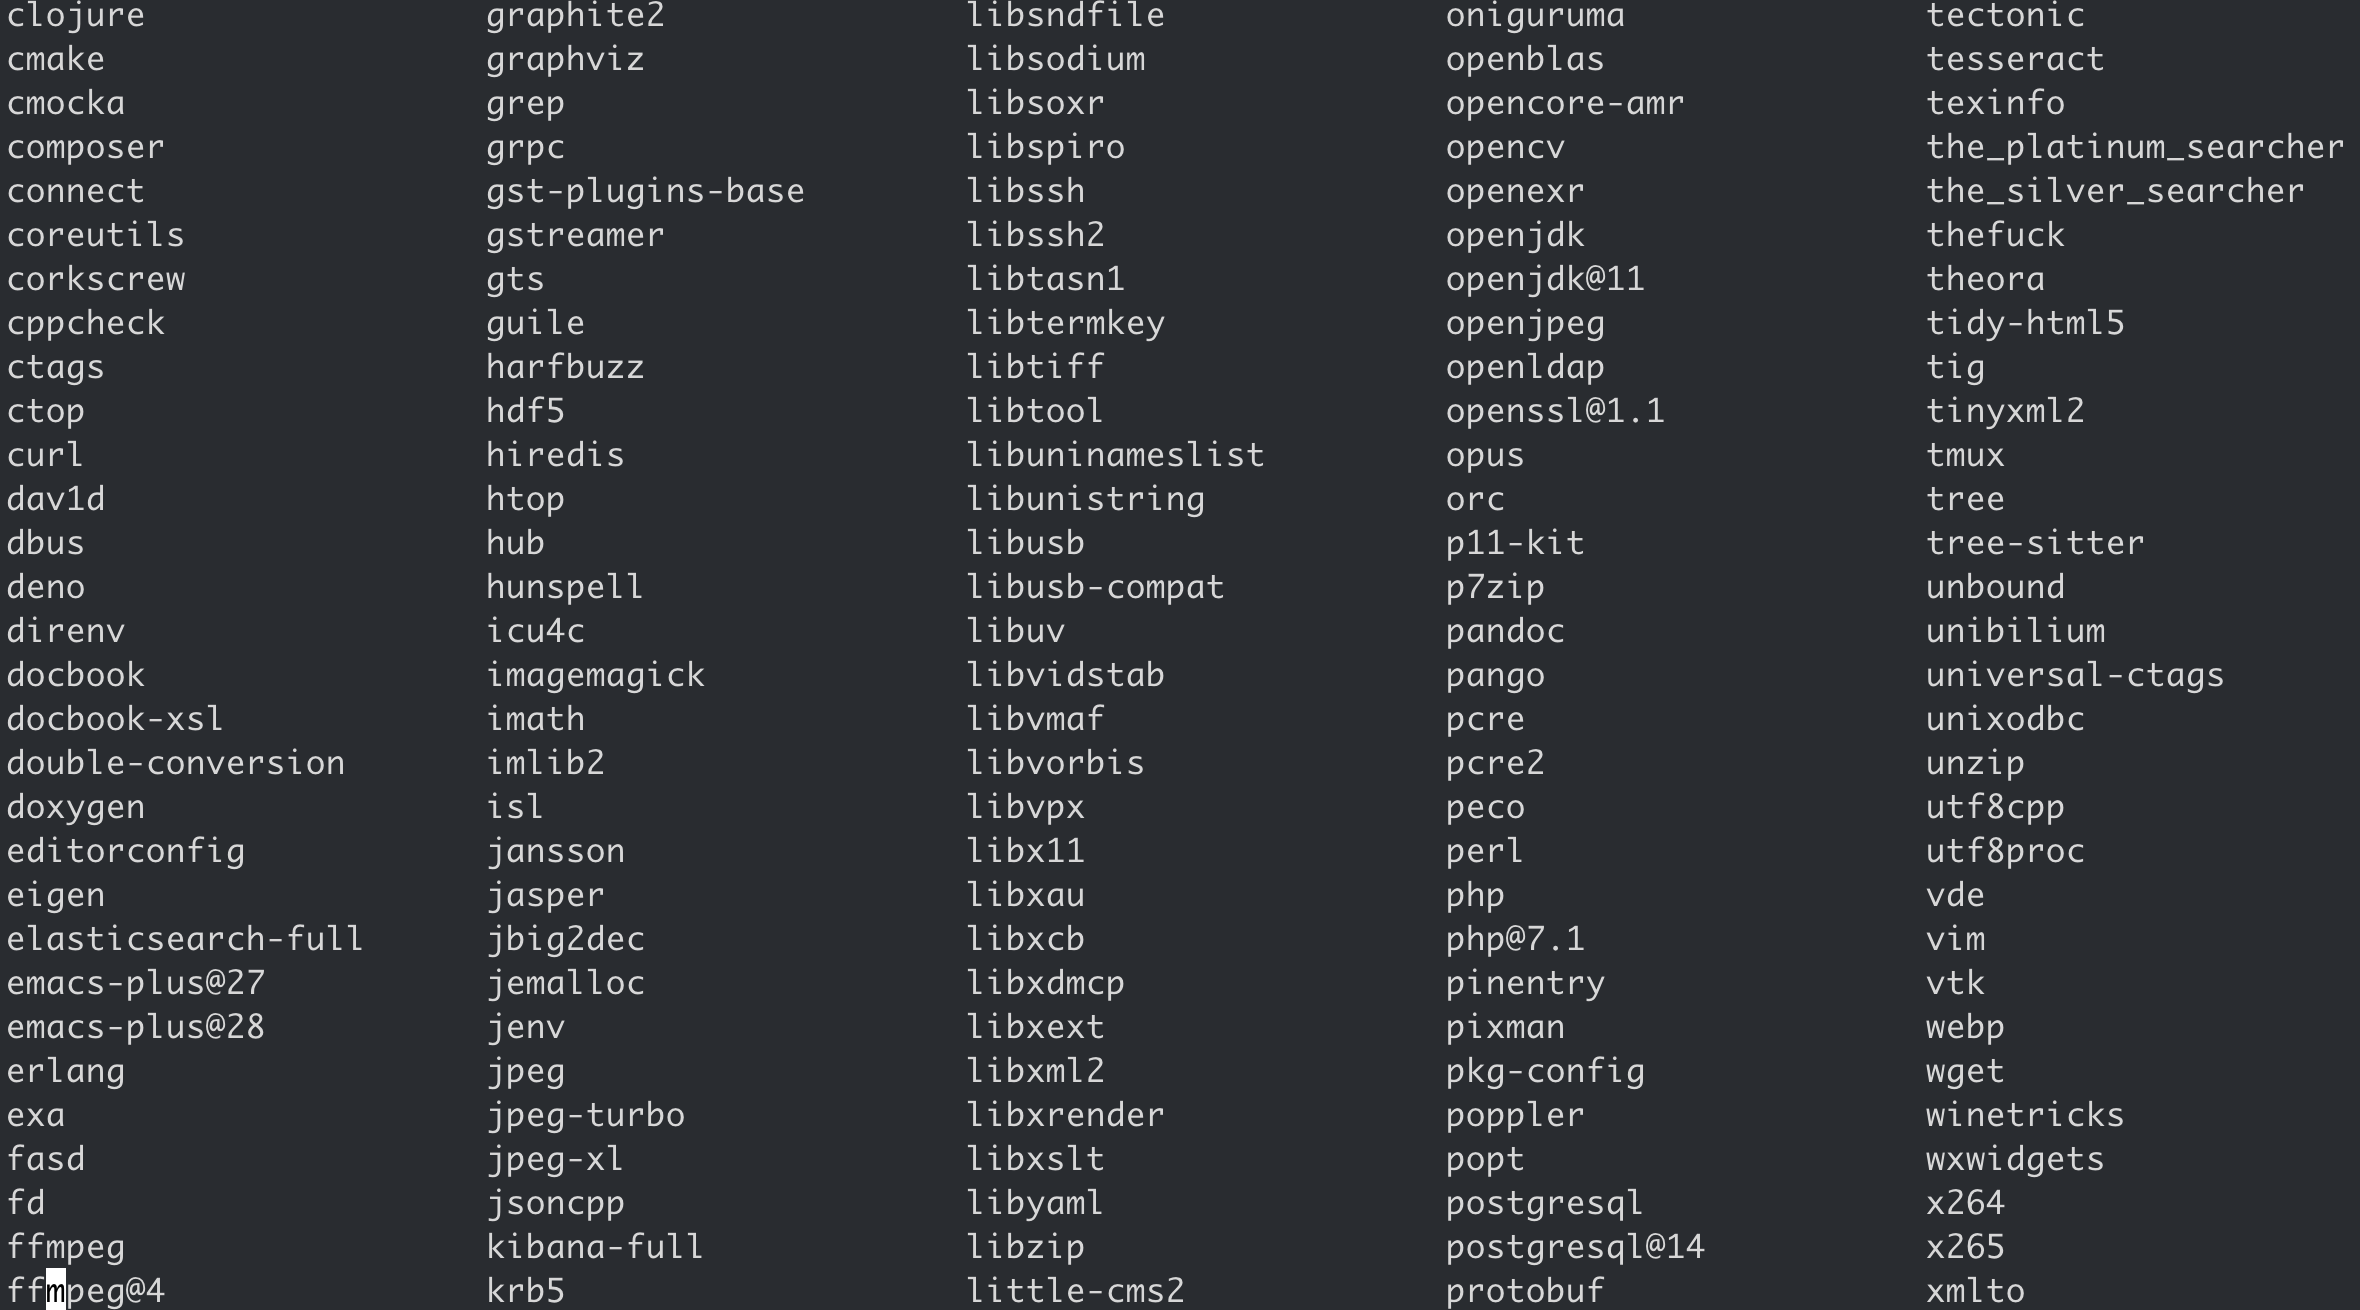 clojure graphite2 libsndfile oniguruma tectonic
cmake graphviz libsodium openblas tesseract
cmocka grep libsoxr opencore-amr texinfo
composer grpc libspiro opencv the_platinum_searcher
connect gst-plugins-base libssh openexr the_silver_searcher
coreutils gstreamer libssh2 openjdk thefuck
corkscrew gts libtasn1 openjdk@11 theora
cppcheck guile libtermkey openjpeg tidy-html5
ctags harfbuzz libtiff openldap tig
ctop hdf5 libtool openssl@1.1 tinyxml2
curl hiredis libuninameslist opus tmux
dav1d htop libunistring orc tree
dbus hub libusb p11-kit tree-sitter
deno hunspell libusb-compat p7zip unbound
direnv icu4c libuv pandoc unibilium
docbook imagemagick libvidstab pango universal-ctags
docbook-xsl imath libvmaf pcre unixodbc
double-conversion imlib2 libvorbis pcre2 unzip
doxygen isl libvpx peco utf8cpp
editorconfig jansson libx11 perl utf8proc
eigen jasper libxau php vde
elasticsearch-full jbig2dec libxcb php@7.1 vim
emacs-plus@27 jemalloc libxdmcp pinentry vtk
emacs-plus@28 jenv libxext pixman webp
erlang jpeg libxml2 pkg-config wget
exa jpeg-turbo libxrender poppler winetricks
fasd jpeg-xl libxslt popt wxwidgets
fd jsoncpp libyaml postgresql x264
ffmpeg kibana-full libzip postgresql@14 x265
ffmpeg@4 krb5 little-cms2 protobuf xmlto